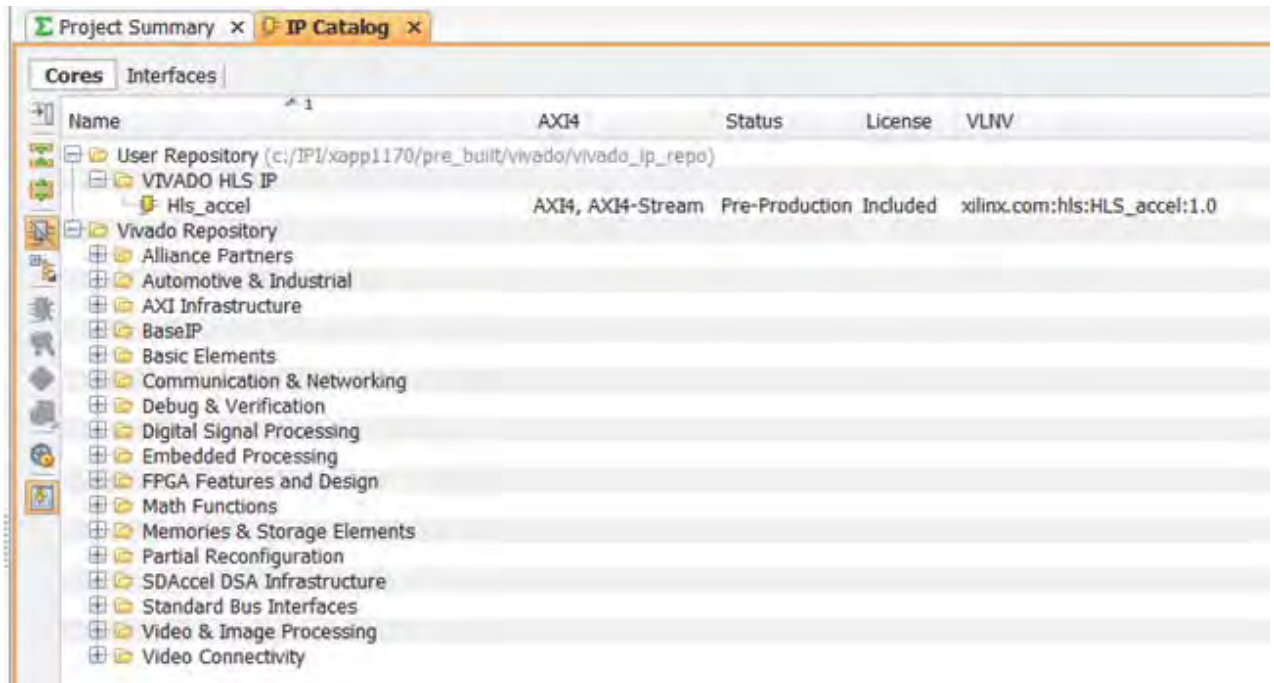 Project Summary × IP Catalog ×
Cores Interfaces
Name 1 AXI4 Status License VLNV
User Repository (c:/IPI/xapp1170/pre_built/vivado/vivado_ip_repo)
VIVADO HLS IP
Hls_accel AXI4, AXI4-Stream Pre-Production Included xilinx.com:hls:HLS_accel:1.0
Vivado Repository
Alliance Partners
Automotive & Industrial
AXI Infrastructure
BaseIP
Basic Elements
Communication & Networking
Debug & Verification
Digital Signal Processing
Embedded Processing
FPGA Features and Design
Math Functions
Memories & Storage Elements
Partial Reconfiguration
SDAccel DSA Infrastructure
Standard Bus Interfaces
Video & Image Processing
Video Connectivity